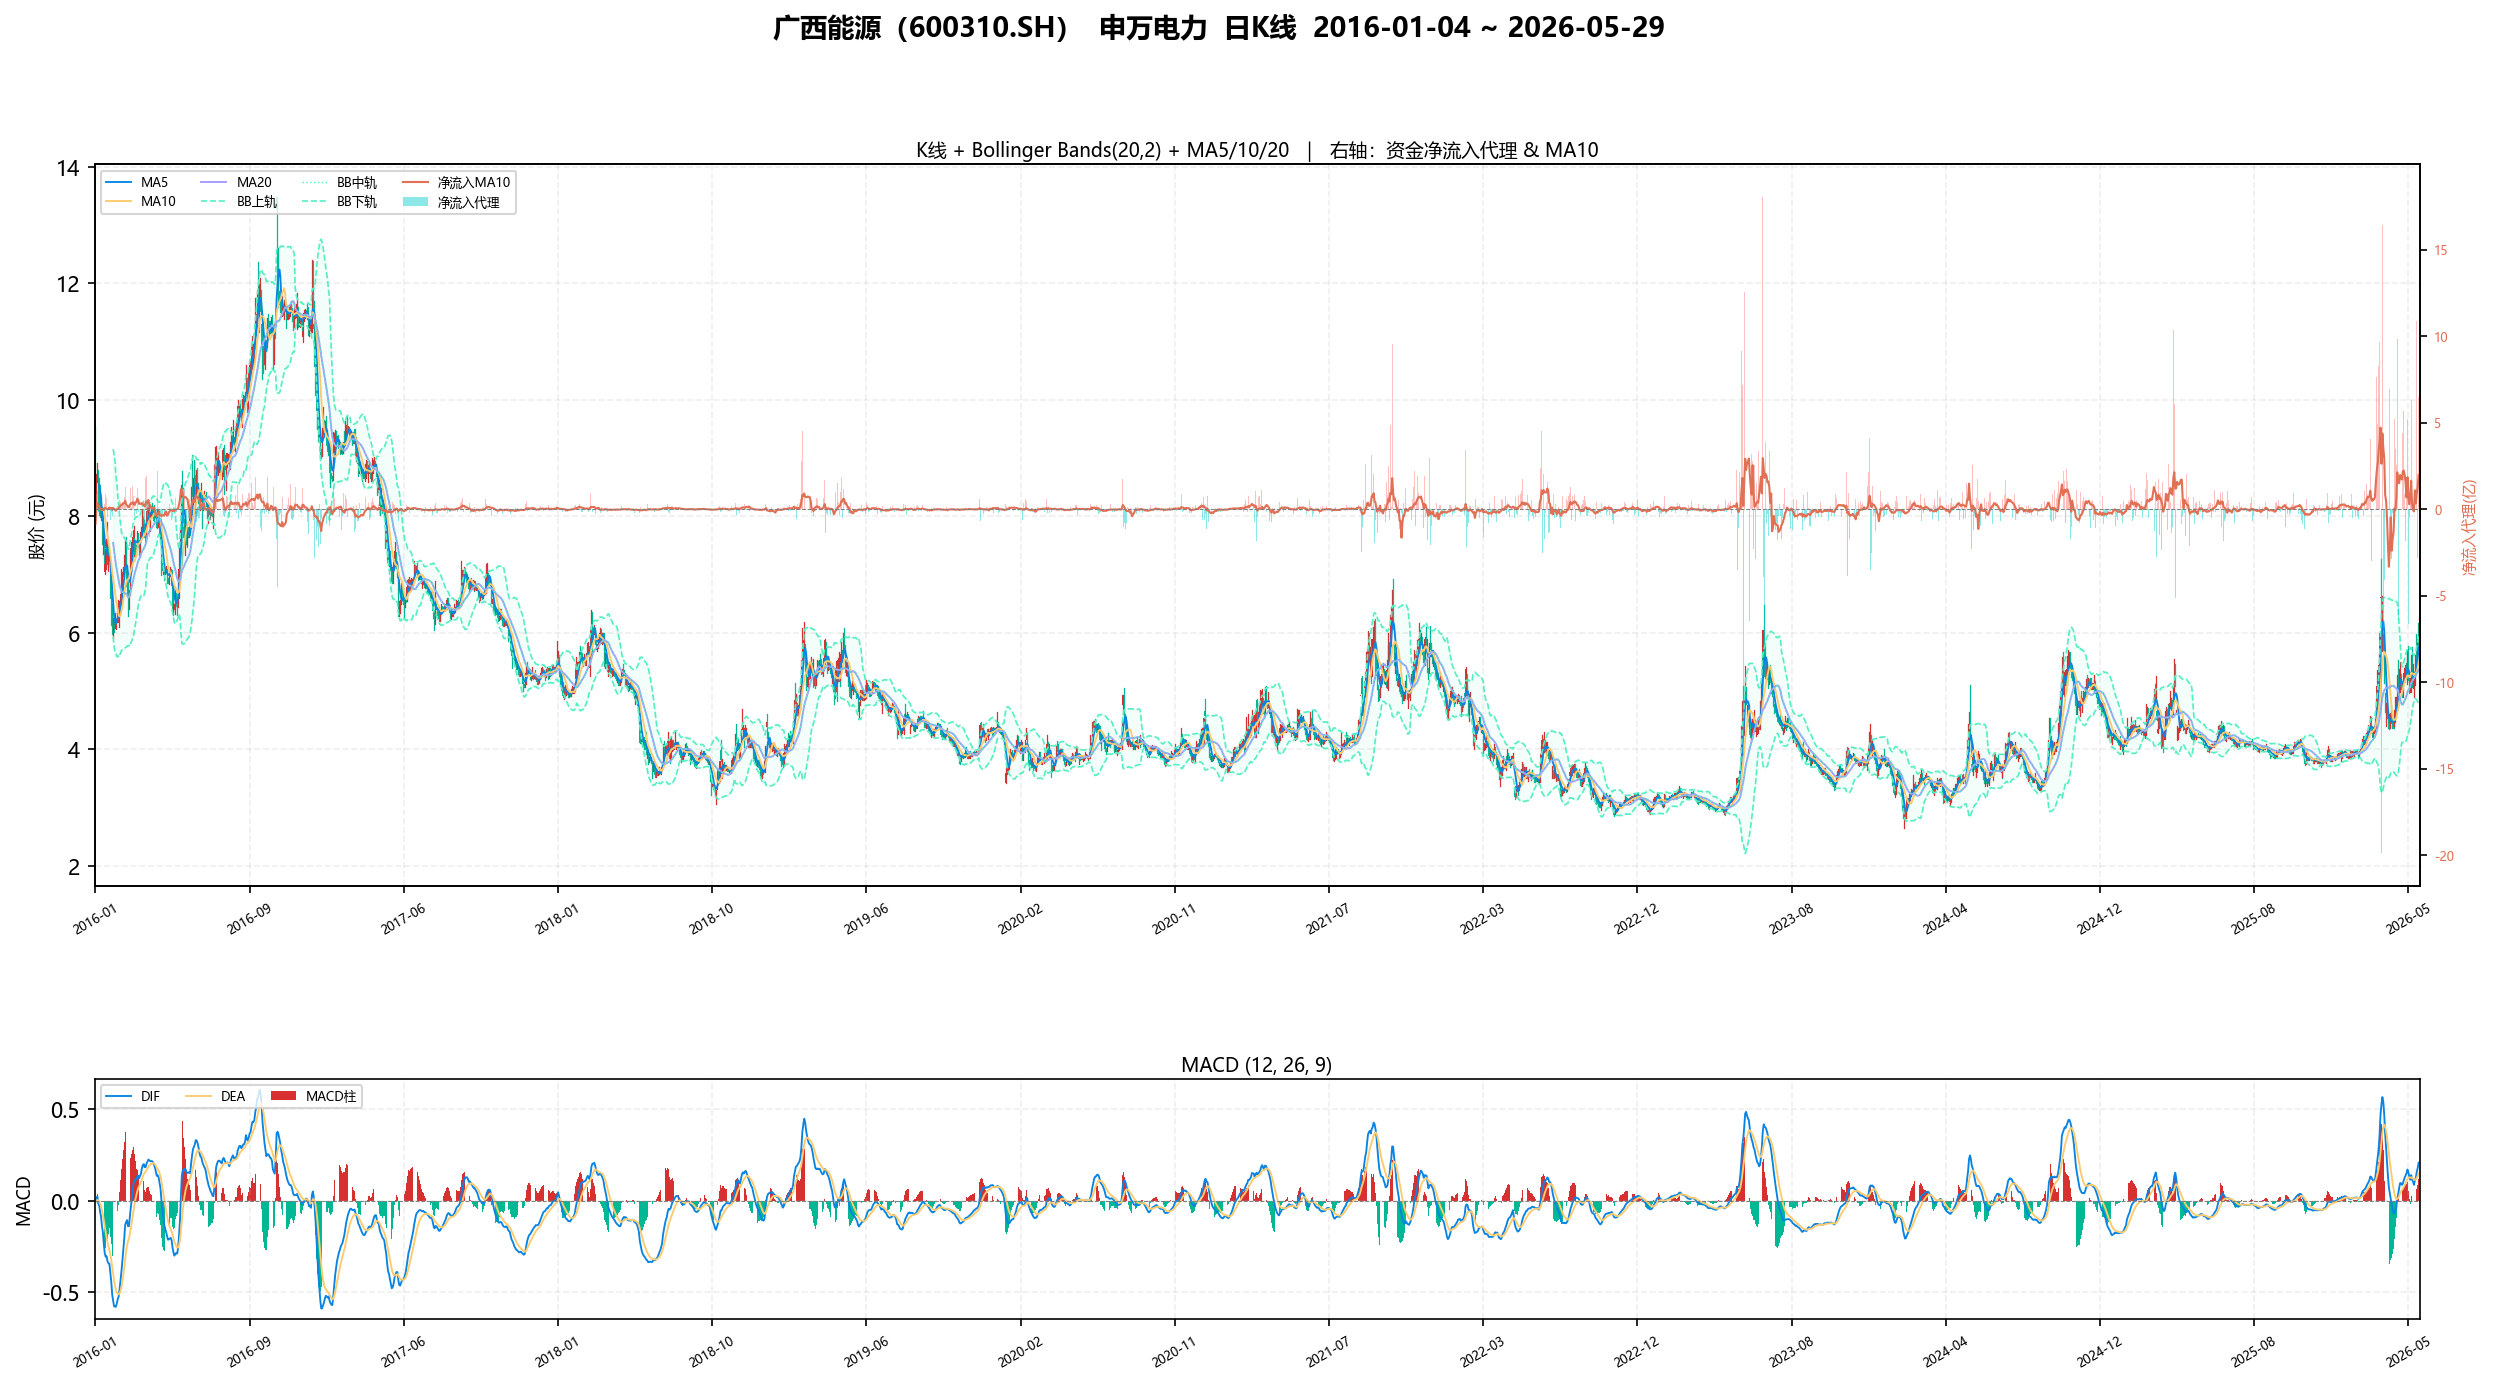 广西能源（600310.SH） 申万电力 日K线 2016-01-04 ~ 2026-05-29
K线 + Bollinger Bands(20,2) + MA5/10/20 | 右轴：资金净流入代理 & MA10
MA5 MA20 BB中轨 净流入MA10
MA10 BB上轨 BB下轨 净流入代理
股价 (元)
14
12
10
8
6
4
2
15
10
5
0
-5
-10
-15
-20
净流入代理(亿)
2016-01 2016-09 2017-06 2018-01 2018-10 2019-06 2020-02 2020-11 2021-07 2022-03 2022-12 2023-08 2024-04 2024-12 2025-08 2026-05
MACD (12, 26, 9)
DIF DEA MACD柱
MACD
0.5
0.0
-0.5
2016-01 2016-09 2017-06 2018-01 2018-10 2019-06 2020-02 2020-11 2021-07 2022-03 2022-12 2023-08 2024-04 2024-12 2025-08 2026-05